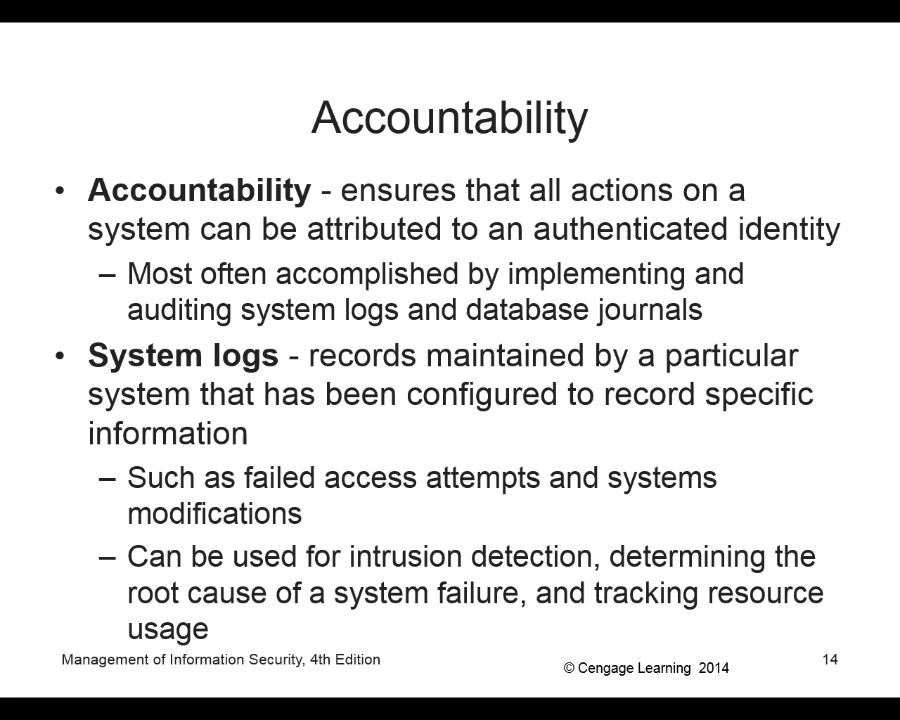 Accountability
• Accountability - ensures that all actions on a
system can be attributed to an authenticated identity
– Most often accomplished by implementing and
auditing system logs and database journals
• System logs - records maintained by a particular
system that has been configured to record specific
information
– Such as failed access attempts and systems
modifications
– Can be used for intrusion detection, determining the
root cause of a system failure, and tracking resource
usage
Management of Information Security, 4th Edition
© Cengage Learning 2014
14